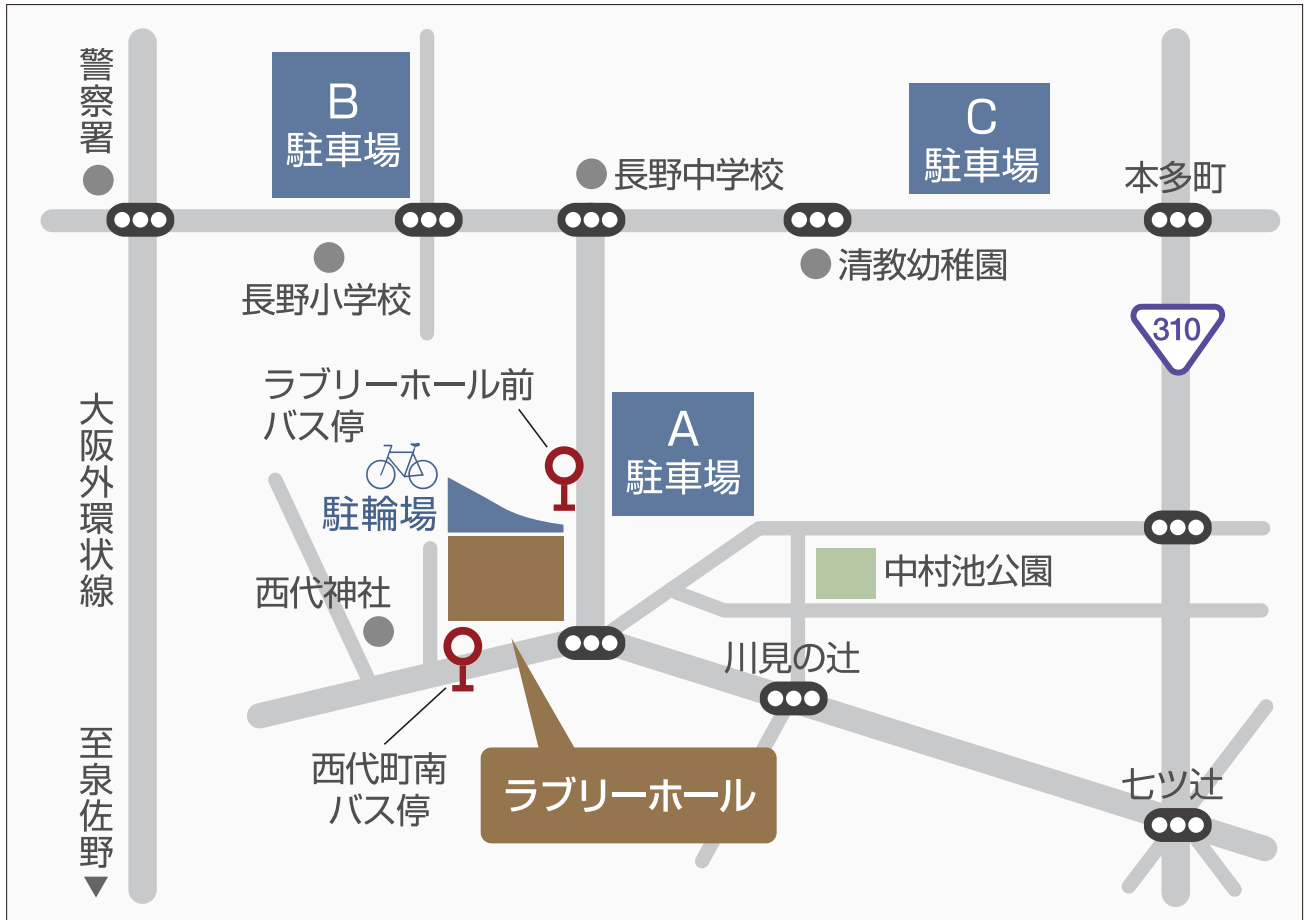 警察署
B
駐車場
C
駐車場
長野中学校
本多町
長野小学校
清教幼稚園
310
ラブリーホール前
バス停
大阪外環状線
A
駐車場
駐輪場
西代神社
中村池公園
川見の辻
西代町南
バス停
ラブリーホール
七ツ辻
至泉佐野▼